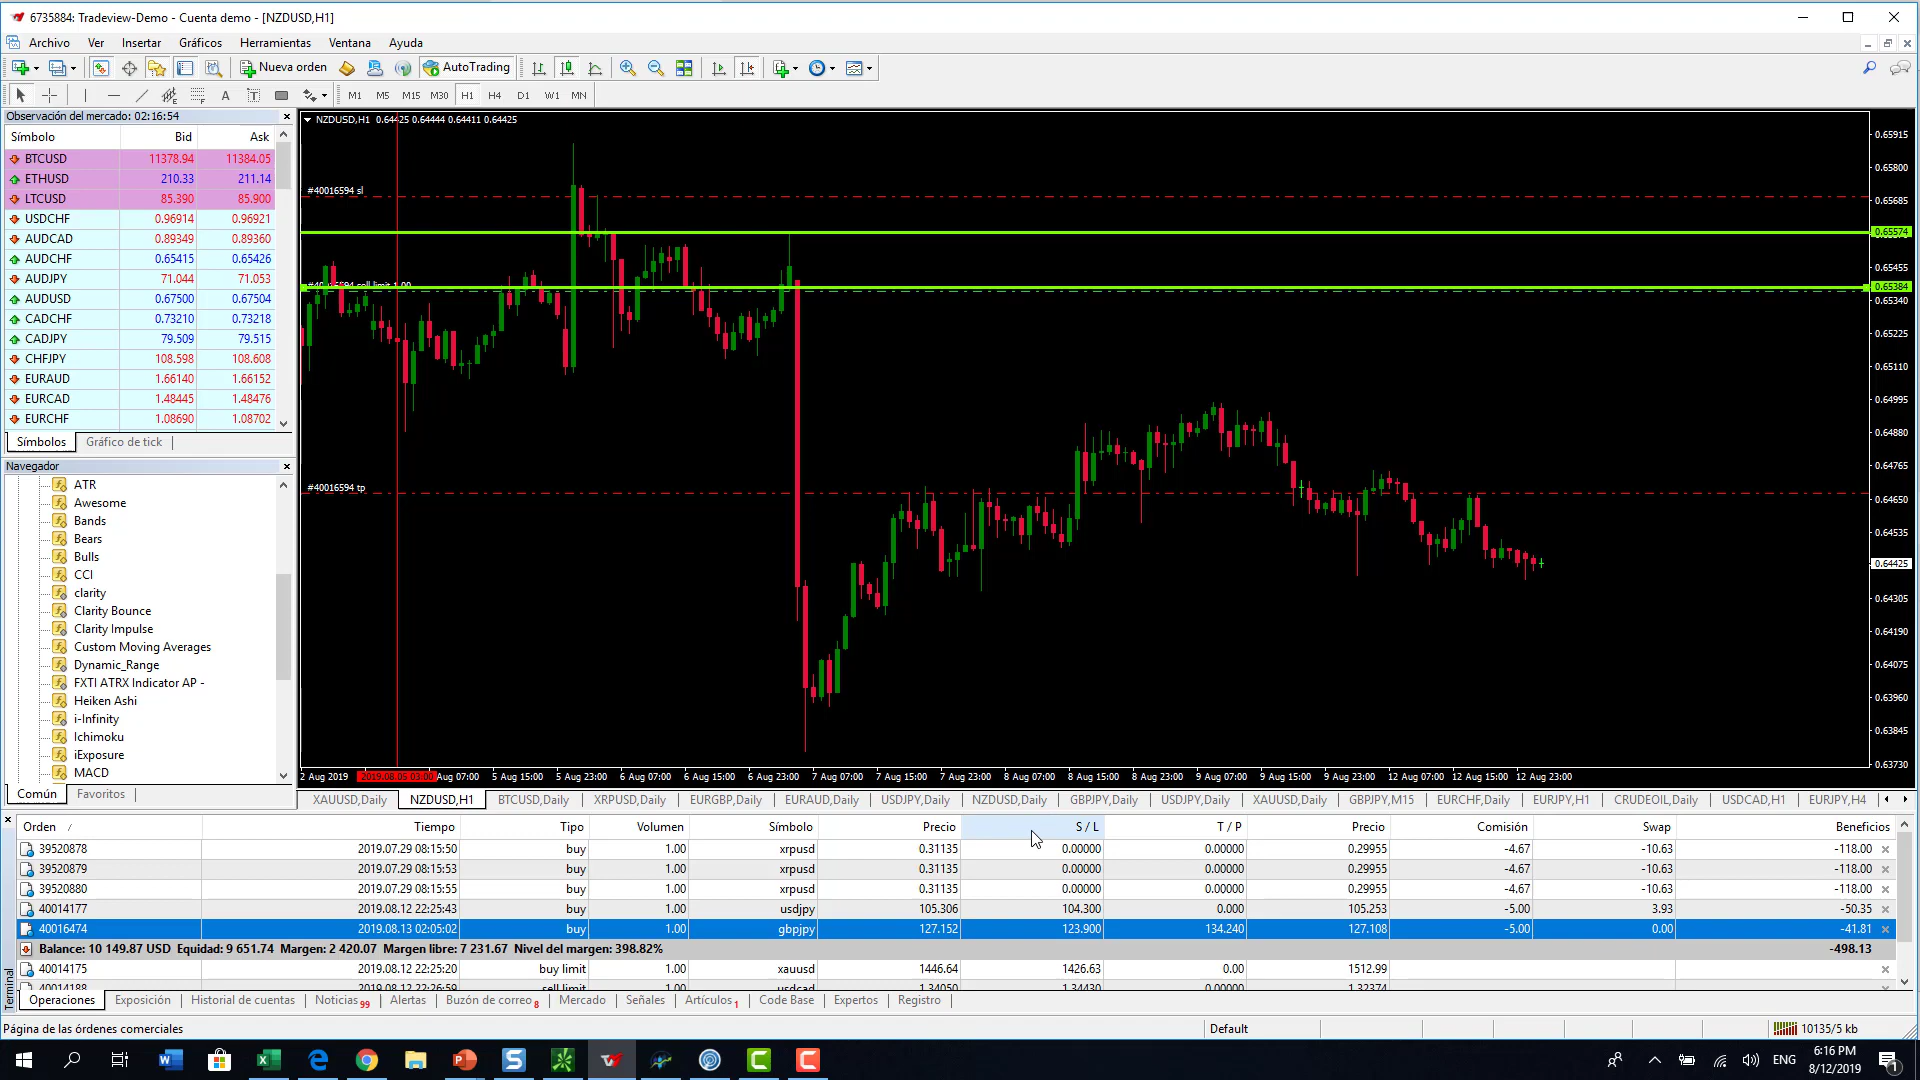 6735884: Tradeview-Demo - Cuenta demo - [NZDUSD,H1]
Archivo Ver Insertar Gráficos Herramientas Ventana Ayuda
Nueva orden AutoTrading
A T M1 M5 M15 M30 H1 H4 D1 W1 MN
Observación del mercado: 02:16:54
Símbolo Bid Ask
BTCUSD 11378.94 11384.05
ETHUSD 210.33 211.14
LTCUSD 85.390 85.900
USDCHF 0.96914 0.96921
AUDCAD 0.89349 0.89360
AUDCHF 0.65415 0.65426
AUDJPY 71.044 71.053
AUDUSD 0.67500 0.67504
CADCHF 0.73210 0.73218
CADJPY 79.509 79.515
CHFJPY 108.598 108.608
EURAUD 1.66140 1.66152
EURCAD 1.48445 1.48476
EURCHF 1.08690 1.08702
Símbolos Gráfico de tick
Navegador
ATR
Awesome
Bands
Bears
Bulls
CCI
clarity
Clarity Bounce
Clarity Impulse
Custom Moving Averages
Dynamic_Range
FXTI ATRX Indicator AP -
Heiken Ashi
i-Infinity
Ichimoku
iExposure
MACD
Común Favoritos
NZDUSD,H1 0.64425 0.64444 0.64411 0.64425
#40016594 sl
#40016594 sell limit 1.00
#40016594 tp
0.65915
0.65800
0.65685
0.65574
0.65455
0.65384
0.65340
0.65225
0.65110
0.64995
0.64880
0.64765
0.64650
0.64535
0.64425
0.64305
0.64190
0.64075
0.63960
0.63845
0.63730
2 Aug 2019 2019.08.05 03:00 Aug 07:00 5 Aug 15:00 5 Aug 23:00 6 Aug 07:00 6 Aug 15:00 6 Aug 23:00 7 Aug 07:00 7 Aug 15:00 7 Aug 23:00 8 Aug 07:00 8 Aug 15:00 8 Aug 23:00 9 Aug 07:00 9 Aug 15:00 9 Aug 23:00 12 Aug 07:00 12 Aug 15:00 12 Aug 23:00
XAUUSD,Daily NZDUSD,H1 BTCUSD,Daily XRPUSD,Daily EURGBP,Daily EURAUD,Daily USDJPY,Daily NZDUSD,Daily GBPJPY,Daily USDJPY,Daily XAUUSD,Daily GBPJPY,M15 EURCHF,Daily EURJPY,H1 CRUDEOIL,Daily USDCAD,H1 EURJPY,H4
Orden / Tiempo Tipo Volumen Símbolo Precio S / L T / P Precio Comisión Swap Beneficios
39520878 2019.07.29 08:15:50 buy 1.00 xrpusd 0.31135 0.00000 0.00000 0.29955 -4.67 -10.63 -118.00
39520879 2019.07.29 08:15:53 buy 1.00 xrpusd 0.31135 0.00000 0.00000 0.29955 -4.67 -10.63 -118.00
39520880 2019.07.29 08:15:55 buy 1.00 xrpusd 0.31135 0.00000 0.00000 0.29955 -4.67 -10.63 -118.00
40014177 2019.08.12 22:25:43 buy 1.00 usdjpy 105.306 104.300 0.000 105.253 -5.00 3.93 -50.35
40016474 2019.08.13 02:05:02 buy 1.00 gbpjpy 127.152 123.900 134.240 127.108 -5.00 0.00 -41.81
Balance: 10 149.87 USD Equidad: 9 651.74 Margen: 2 420.07 Margen libre: 7 231.67 Nivel del margen: 398.82% -498.13
40014175 2019.08.12 22:25:20 buy limit 1.00 xauusd 1446.64 1426.63 0.00 1512.99
40014188 2019.08.12 22:26:59 sell limit 1.00 usdcad 1.34050 1.34430 0.00000 1.32374
Terminal
Operaciones Exposición Historial de cuentas Noticias 99 Alertas Buzón de correo 8 Mercado Señales Artículos 1 Code Base Expertos Registro
Página de las órdenes comerciales Default 10135/5 kb
ENG 6:16 PM
8/12/2019
1